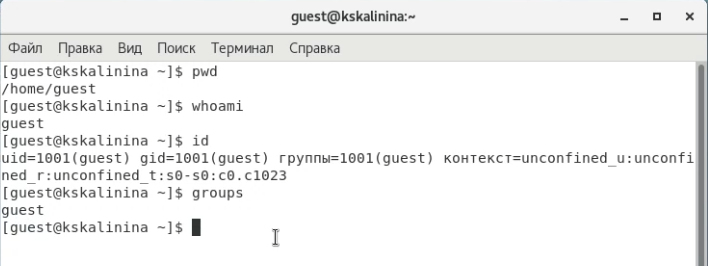 guest@kskalinina:~
Файл Правка Вид Поиск Терминал Справка
[guest@kskalinina ~]$ pwd
/home/guest
[guest@kskalinina ~]$ whoami
guest
[guest@kskalinina ~]$ id
uid=1001(guest) gid=1001(guest) группы=1001(guest) контекст=unconfined_u:unconfi
ned_r:unconfined_t:s0-s0:c0.c1023
[guest@kskalinina ~]$ groups
guest
[guest@kskalinina ~]$